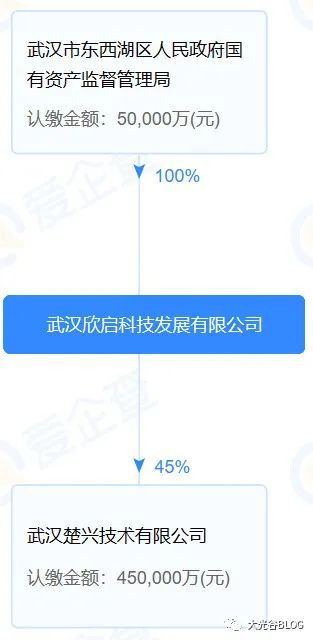 武汉市东西湖区人民政府国
有资产监督管理局
认缴金额：50,000万(元)
100%
爱企查
武汉欣启科技发展有限公司
45%
爱企查
武汉楚兴技术有限公司
认缴金额：450,000万(元)
大光谷BLOG